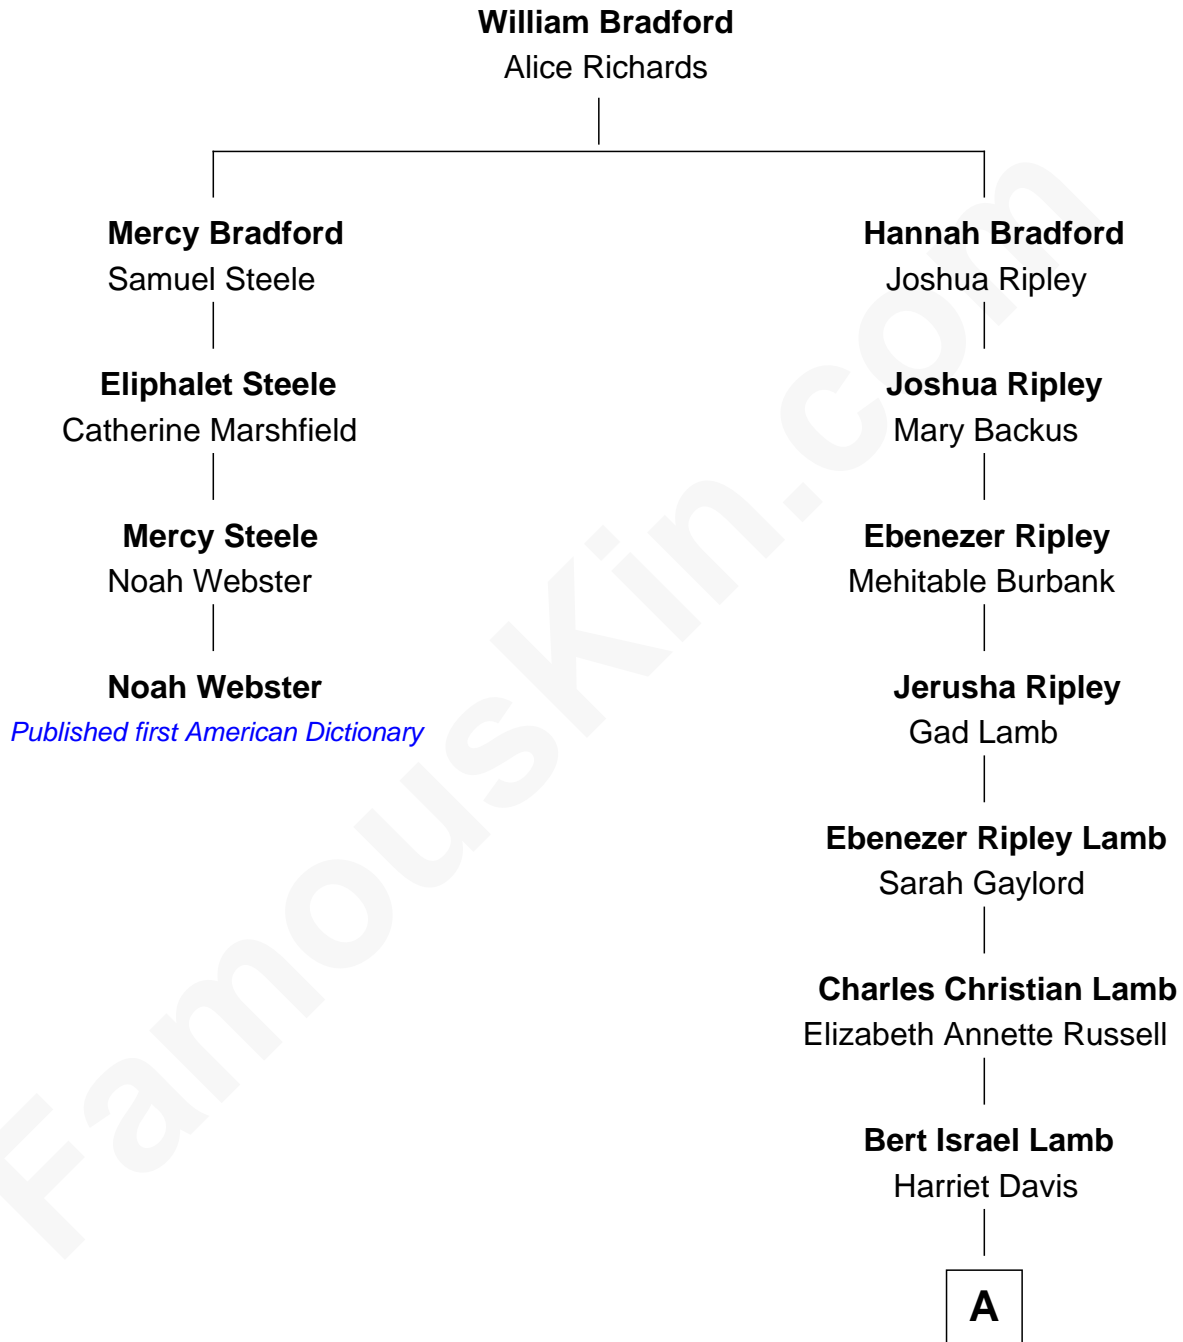 William Bradford
Alice Richards
Mercy Bradford
Samuel Steele
Hannah Bradford
Joshua Ripley
Eliphalet Steele
Catherine Marshfield
Joshua Ripley
Mary Backus
Mercy Steele
Noah Webster
Ebenezer Ripley
Mehitable Burbank
Noah Webster
Published first American Dictionary
Jerusha Ripley
Gad Lamb
Ebenezer Ripley Lamb
Sarah Gaylord
Charles Christian Lamb
Elizabeth Annette Russell
Bert Israel Lamb
Harriet Davis
A
FamousKin.com